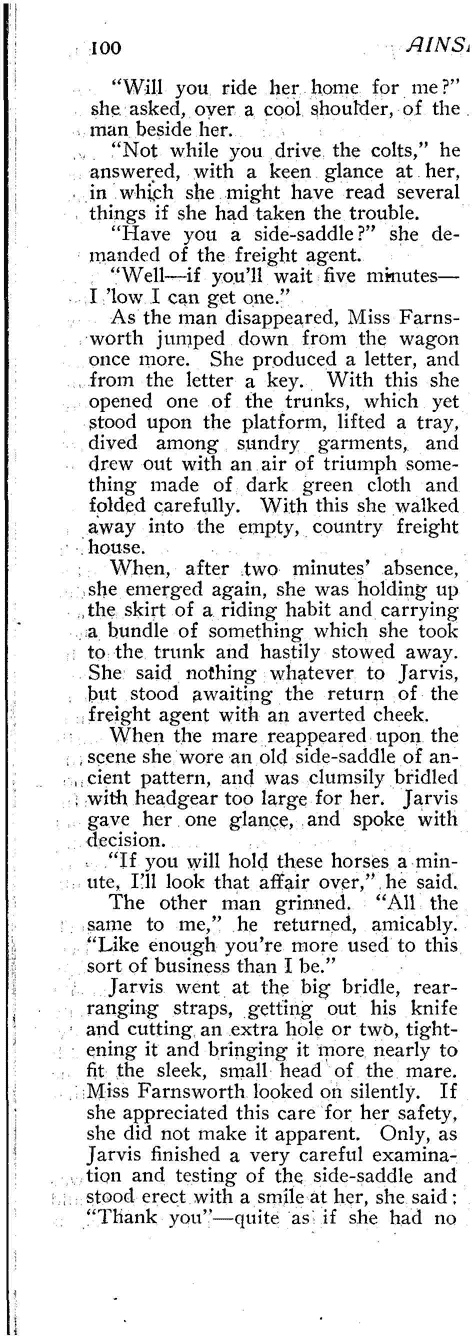 100
AINS
“Will you ride her home for me?”
she asked, over a cool shoulder, of the
man beside her.
“Not while you drive the colts,” he
answered, with a keen glance at her,
in which she might have read several
things if she had taken the trouble.
“Have you a side-saddle?” she de-
manded of the freight agent.
“Well—if you'll wait five minutes—
I 'low I can get one.”
As the man disappeared, Miss Farns-
worth jumped down from the wagon
once more. She produced a letter, and
from the letter a key. With this she
opened one of the trunks, which yet
stood upon the platform, lifted a tray,
dived among sundry garments, and
drew out with an air of triumph some-
thing made of dark green cloth and
folded carefully. With this she walked
away into the empty, country freight
house.
When, after two minutes' absence,
she emerged again, she was holding up
the skirt of a riding habit and carrying
a bundle of something which she took
to the trunk and hastily stowed away.
She said nothing whatever to Jarvis,
but stood awaiting the return of the
freight agent with an averted cheek.
When the mare reappeared upon the
scene she wore an old side-saddle of an-
cient pattern, and was clumsily bridled
with headgear too large for her. Jarvis
gave her one glance, and spoke with
decision.
“If you will hold these horses a min-
ute, I'll look that affair over,” he said.
The other man grinned. “All the
same to me,” he returned, amicably.
“Like enough you're more used to this
sort of business than I be.”
Jarvis went at the big bridle, rear-
ranging straps, getting out his knife
and cutting an extra hole or two, tight-
ening it and bringing it more nearly to
fit the sleek, small head of the mare.
Miss Farnsworth looked on silently. If
she appreciated this care for her safety,
she did not make it apparent. Only, as
Jarvis finished a very careful examina-
tion and testing of the side-saddle and
stood erect with a smile at her, she said:
“Thank you”—quite as if she had no